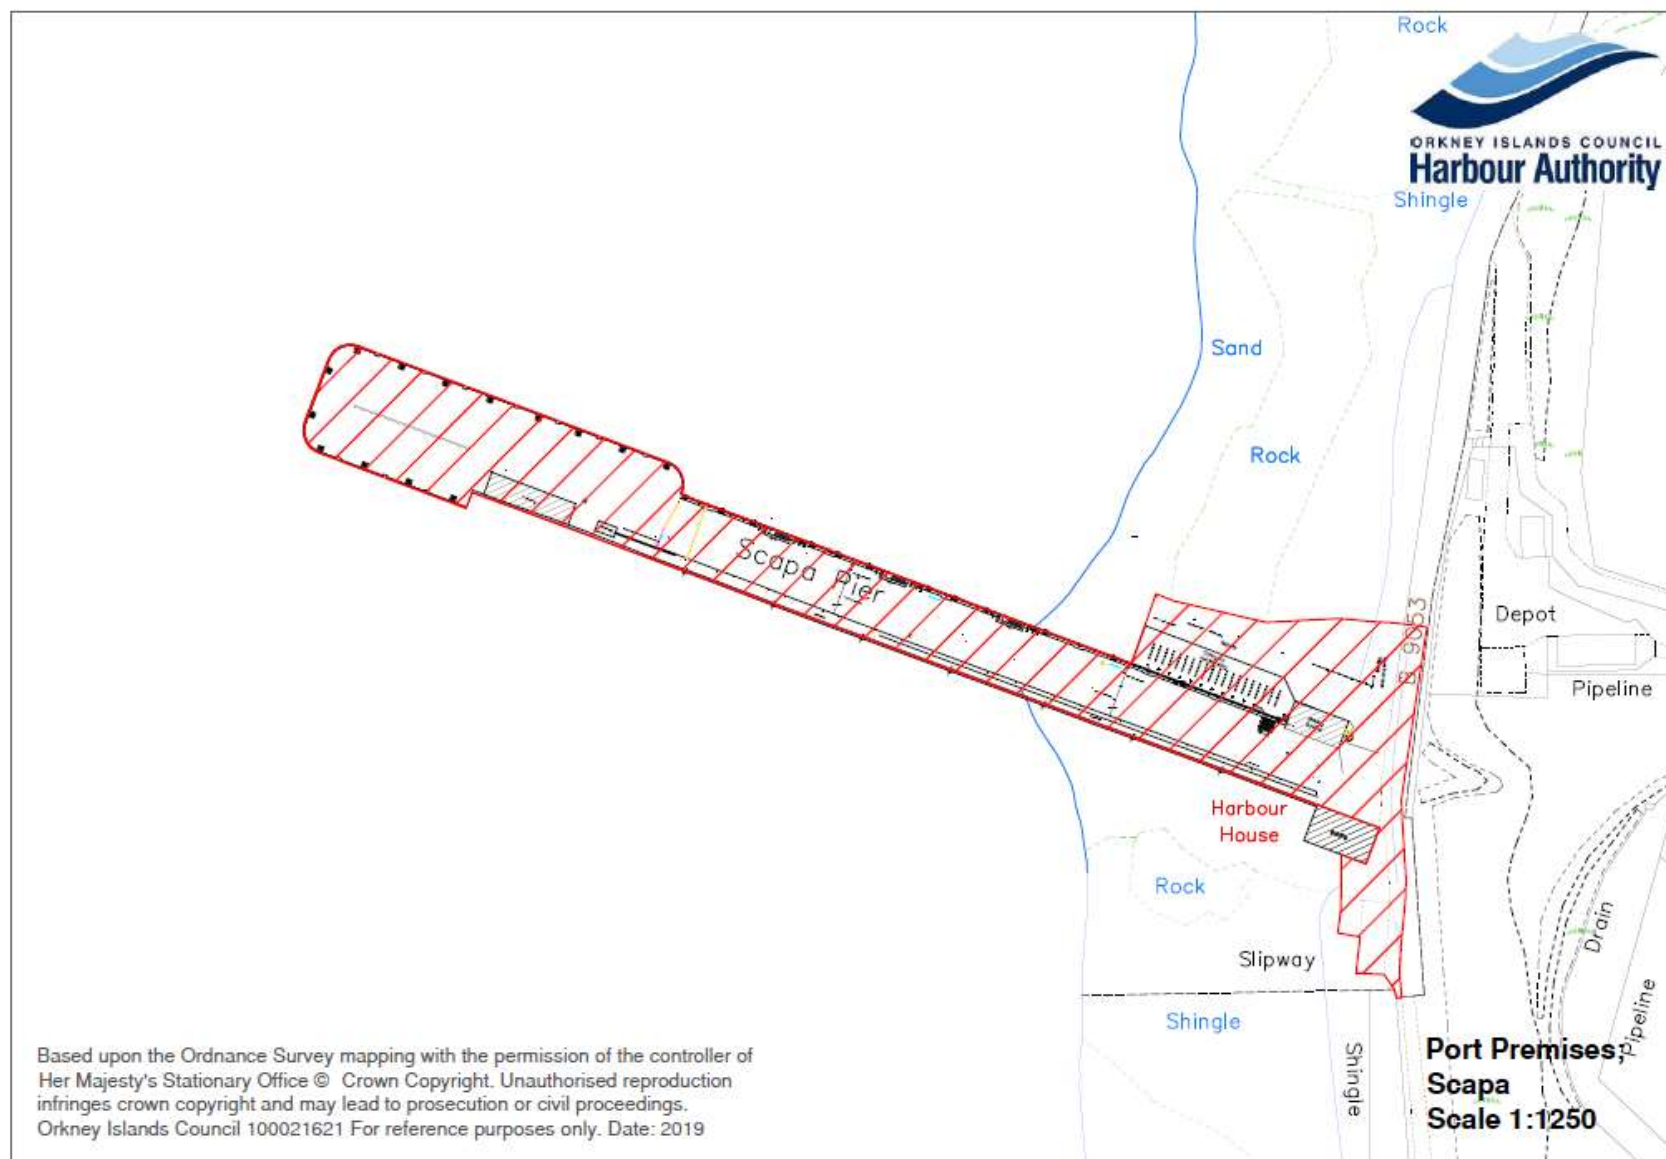 Rock
ORKNEY ISLANDS COUNCIL
Harbour Authority
Shingle
Sand
Rock
Scapa Pier
B 9053
Depot
Pipeline
Harbour
House
Rock
Drain
Slipway
Shingle
Pipeline
Shingle
Port Premises;
Scapa
Scale 1:1250
Based upon the Ordnance Survey mapping with the permission of the controller of
Her Majesty's Stationary Office © Crown Copyright. Unauthorised reproduction
infringes crown copyright and may lead to prosecution or civil proceedings.
Orkney Islands Council 100021621 For reference purposes only. Date: 2019